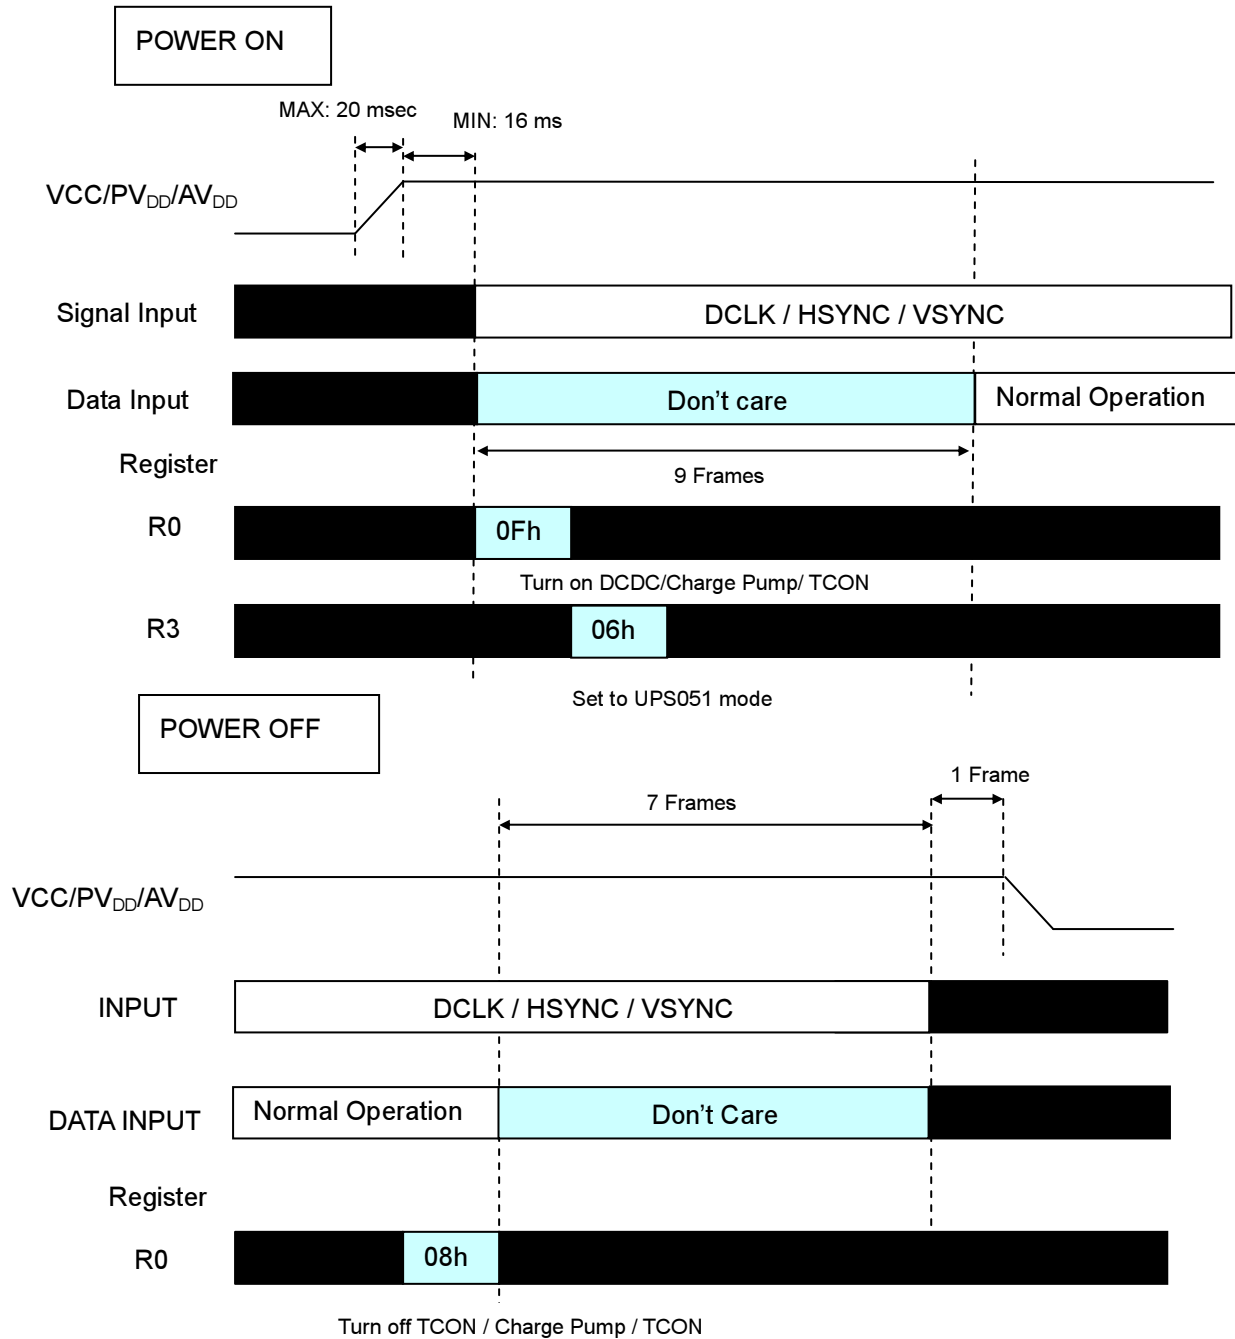 POWER ON
MAX: 20 msec
MIN: 16 ms
VCC/PVDD/AVDD
Signal Input
DCLK / HSYNC / VSYNC
Data Input
Don't care
Normal Operation
Register
9 Frames
R0
0Fh
Turn on DCDC/Charge Pump/ TCON
R3
06h
Set to UPS051 mode
POWER OFF
1 Frame
7 Frames
VCC/PVDD/AVDD
INPUT
DCLK / HSYNC / VSYNC
DATA INPUT
Normal Operation
Don't Care
Register
R0
08h
Turn off TCON / Charge Pump / TCON